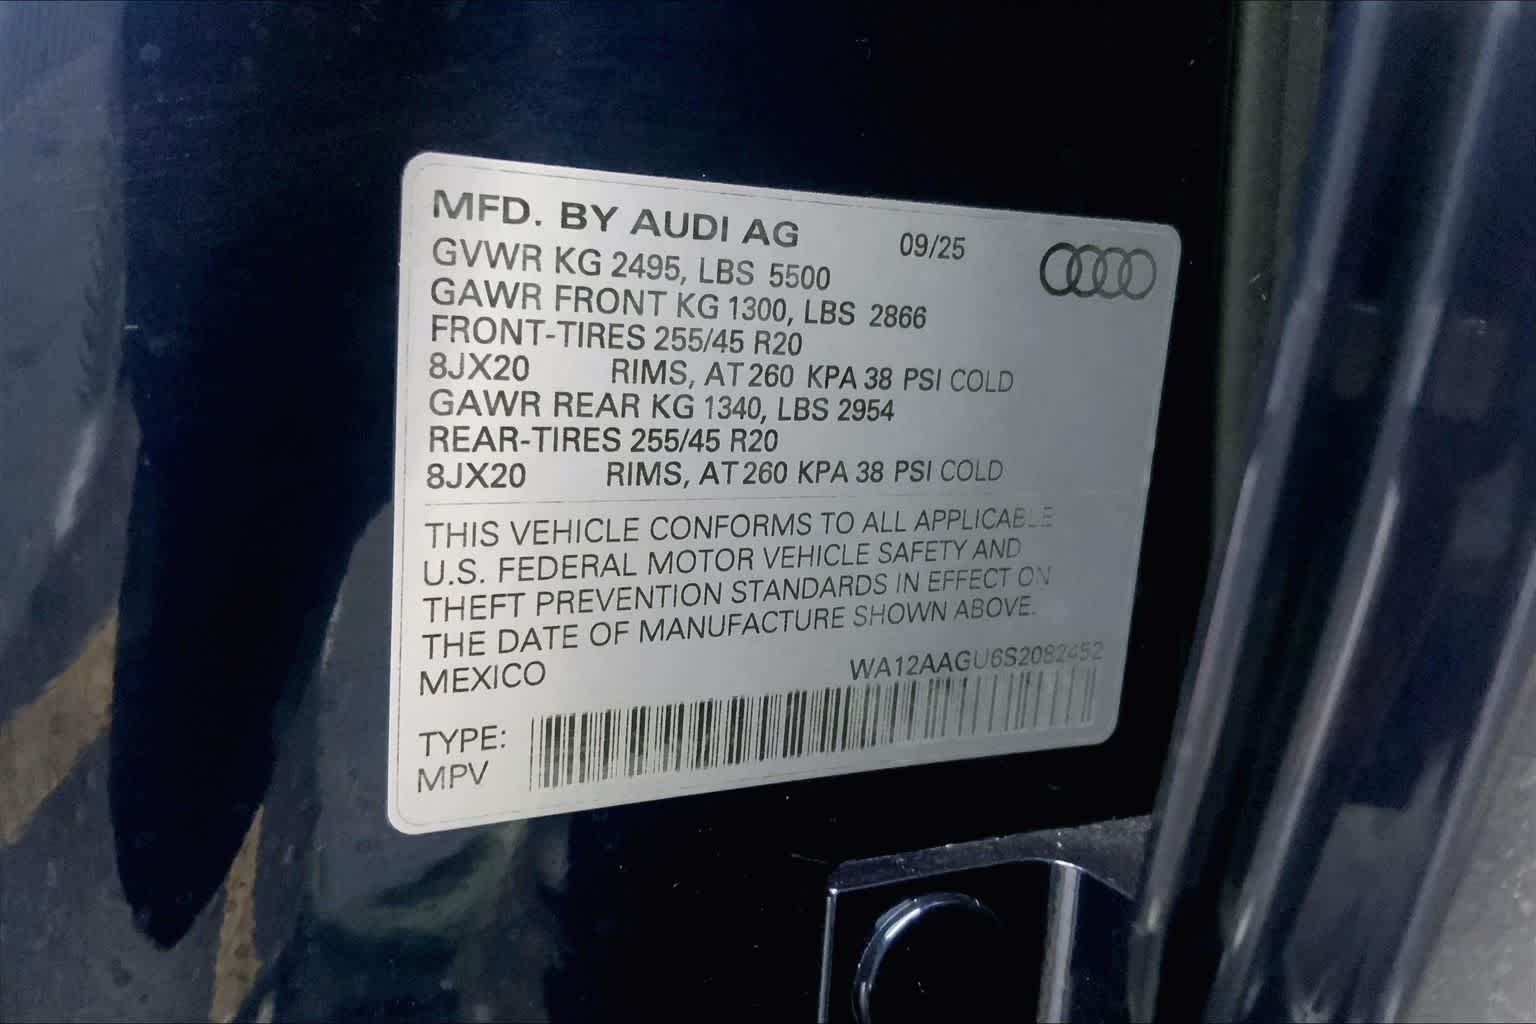 MFD. BY AUDI AG 09/25
GVWR KG 2495, LBS 5500
GAWR FRONT KG 1300, LBS 2866
FRONT-TIRES 255/45 R20
8JX20 RIMS, AT 260 KPA 38 PSI COLD
GAWR REAR KG 1340, LBS 2954
REAR-TIRES 255/45 R20
8JX20 RIMS, AT 260 KPA 38 PSI COLD
THIS VEHICLE CONFORMS TO ALL APPLICABLE
U.S. FEDERAL MOTOR VEHICLE SAFETY AND
THEFT PREVENTION STANDARDS IN EFFECT ON
THE DATE OF MANUFACTURE SHOWN ABOVE.
MEXICO WA12AAGU6S2082452
TYPE:
MPV